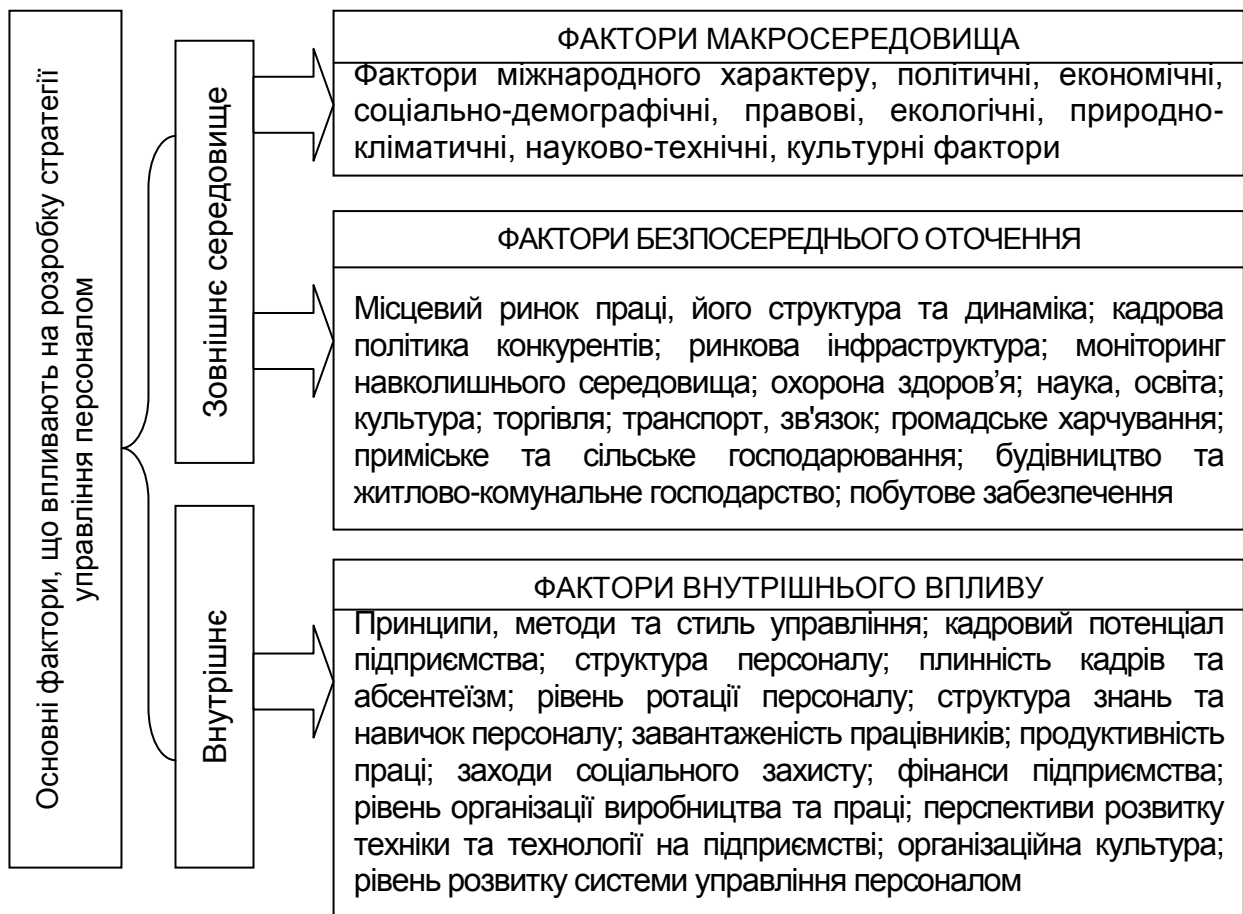 Основні фактори, що впливають на розробку стратегії
управління персоналом
Зовнішнє середовище
ФАКТОРИ МАКРОСЕРЕДОВИЩА
Фактори міжнародного характеру, політичні, економічні,
соціально-демографічні, правові, екологічні, природно-
кліматичні, науково-технічні, культурні фактори
ФАКТОРИ БЕЗПОСЕРЕДНЬОГО ОТОЧЕННЯ
Місцевий ринок праці, його структура та динаміка; кадрова
політика конкурентів; ринкова інфраструктура; моніторинг
навколишнього середовища; охорона здоров’я; наука, освіта;
культура; торгівля; транспорт, зв'язок; громадське харчування;
приміське та сільське господарювання; будівництво та
житлово-комунальне господарство; побутове забезпечення
Внутрішнє
ФАКТОРИ ВНУТРІШНЬОГО ВПЛИВУ
Принципи, методи та стиль управління; кадровий потенціал
підприємства; структура персоналу; плинність кадрів та
абсентеїзм; рівень ротації персоналу; структура знань та
навичок персоналу; завантаженість працівників; продуктивність
праці; заходи соціального захисту; фінанси підприємства;
рівень організації виробництва та праці; перспективи розвитку
техніки та технології на підприємстві; організаційна культура;
рівень розвитку системи управління персоналом